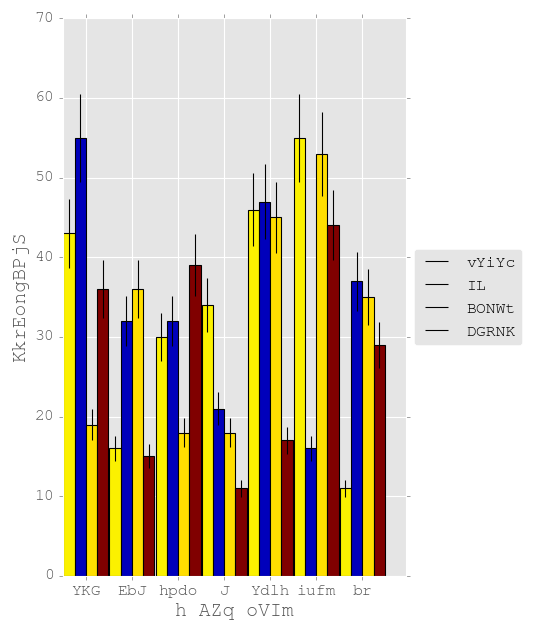 70
60
50
40
30
20
10
0
KkrEongBPjS
YKG EbJ hpdo J Ydlh iufm br
h AZq oVIm
vYiYc
IL
BONWt
DGRNK